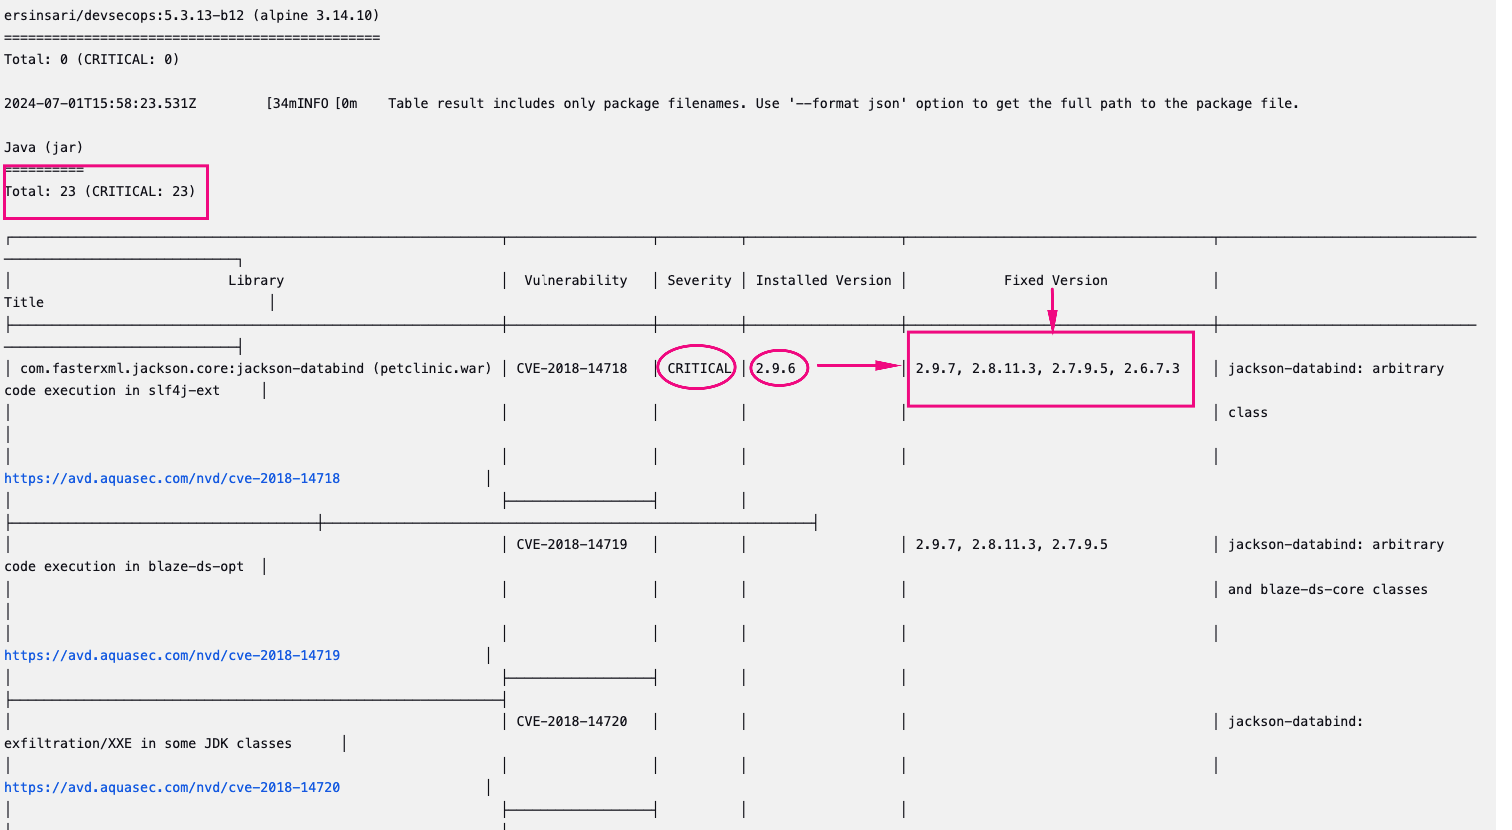 ersinsari/devsecops:5.3.13-b12 (alpine 3.14.10)
===============================================
Total: 0 (CRITICAL: 0)
2024-07-01T15:58:23.531Z [34mINFO [0m Table result includes only package filenames. Use '--format json' option to get the full path to the package file.
Java (jar)
==========
Total: 23 (CRITICAL: 23)
Library Vulnerability Severity Installed Version Fixed Version
Title
com.fasterxml.jackson.core:jackson-databind (petclinic.war) CVE-2018-14718 CRITICAL 2.9.6 2.9.7, 2.8.11.3, 2.7.9.5, 2.6.7.3 jackson-databind: arbitrary
code execution in slf4j-ext
class
https://avd.aquasec.com/nvd/cve-2018-14718
CVE-2018-14719 2.9.7, 2.8.11.3, 2.7.9.5 jackson-databind: arbitrary
code execution in blaze-ds-opt
and blaze-ds-core classes
https://avd.aquasec.com/nvd/cve-2018-14719
CVE-2018-14720 jackson-databind:
exfiltration/XXE in some JDK classes
https://avd.aquasec.com/nvd/cve-2018-14720